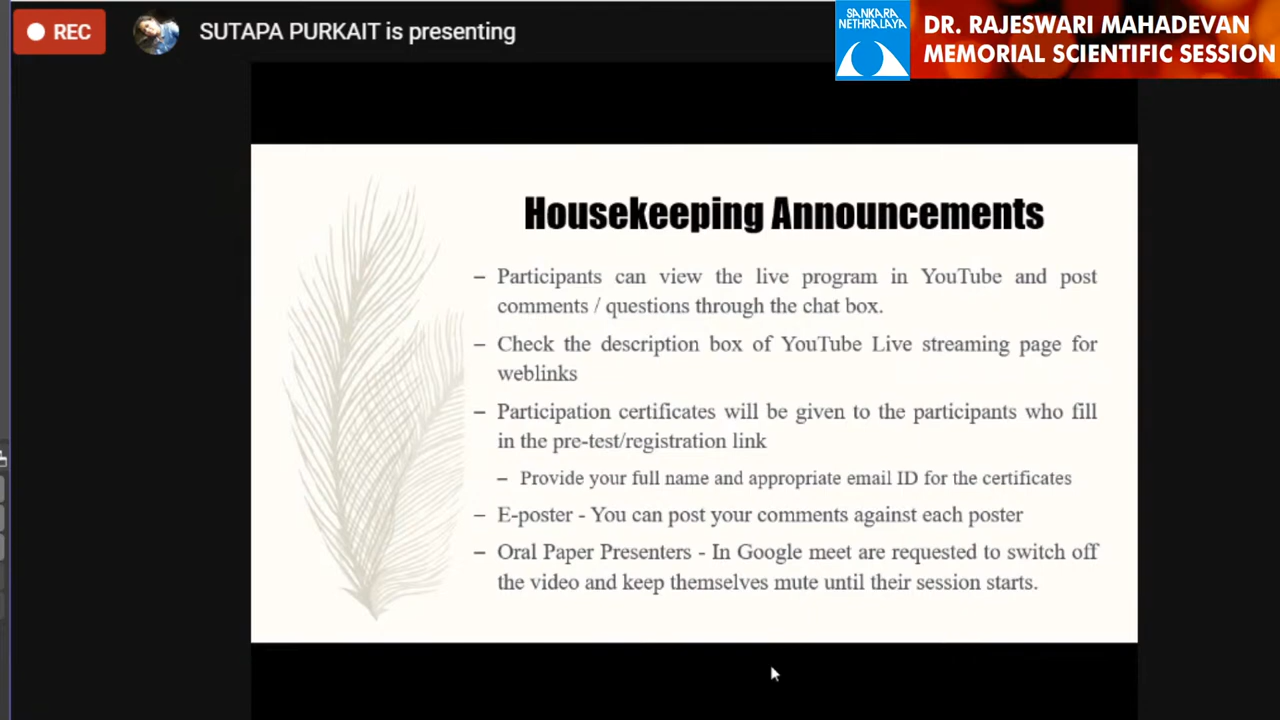 REC
SUTAPA PURKAIT is presenting
SANKARA
NETHRALAYA
DR. RAJESWARI MAHADEVAN
MEMORIAL SCIENTIFIC SESSION
Housekeeping Announcements
– Participants can view the live program in YouTube and post
comments / questions through the chat box.
– Check the description box of YouTube Live streaming page for
weblinks
– Participation certificates will be given to the participants who fill
in the pre-test/registration link
– Provide your full name and appropriate email ID for the certificates
– E-poster - You can post your comments against each poster
– Oral Paper Presenters - In Google meet are requested to switch off
the video and keep themselves mute until their session starts.